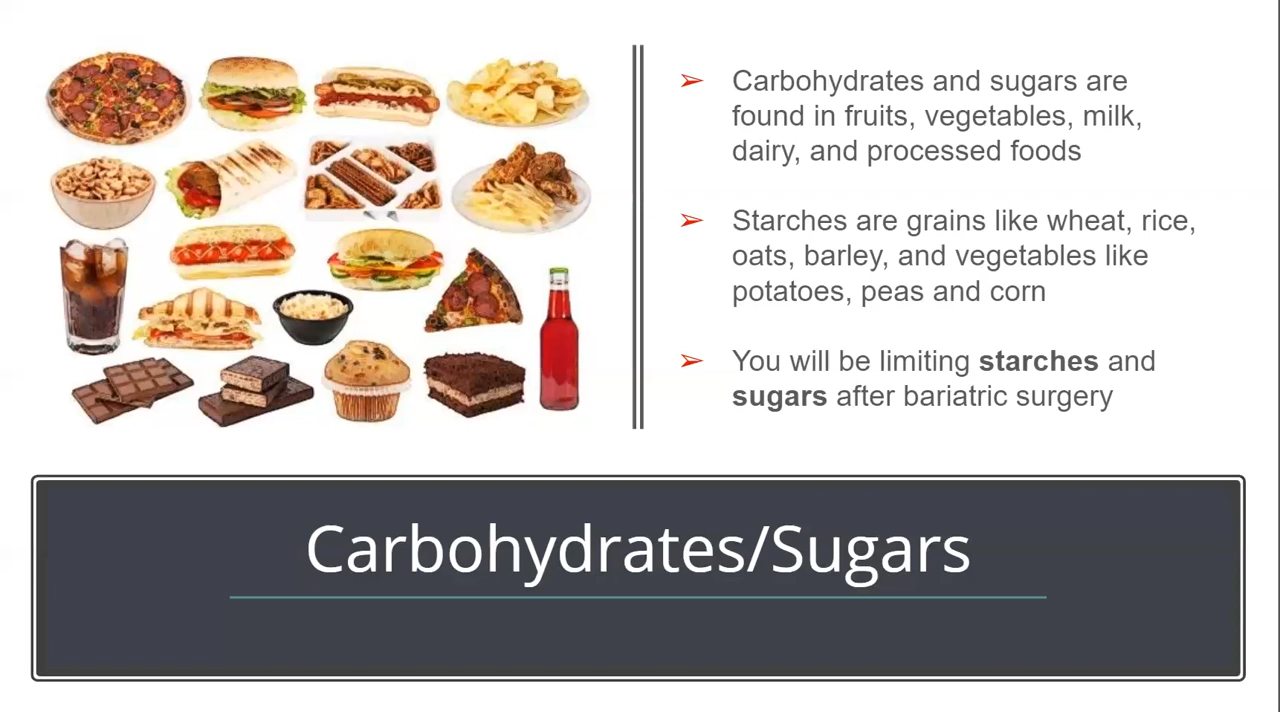 ➢ Carbohydrates and sugars are
found in fruits, vegetables, milk,
dairy, and processed foods
➢ Starches are grains like wheat, rice,
oats, barley, and vegetables like
potatoes, peas and corn
➢ You will be limiting starches and
sugars after bariatric surgery
Carbohydrates/Sugars